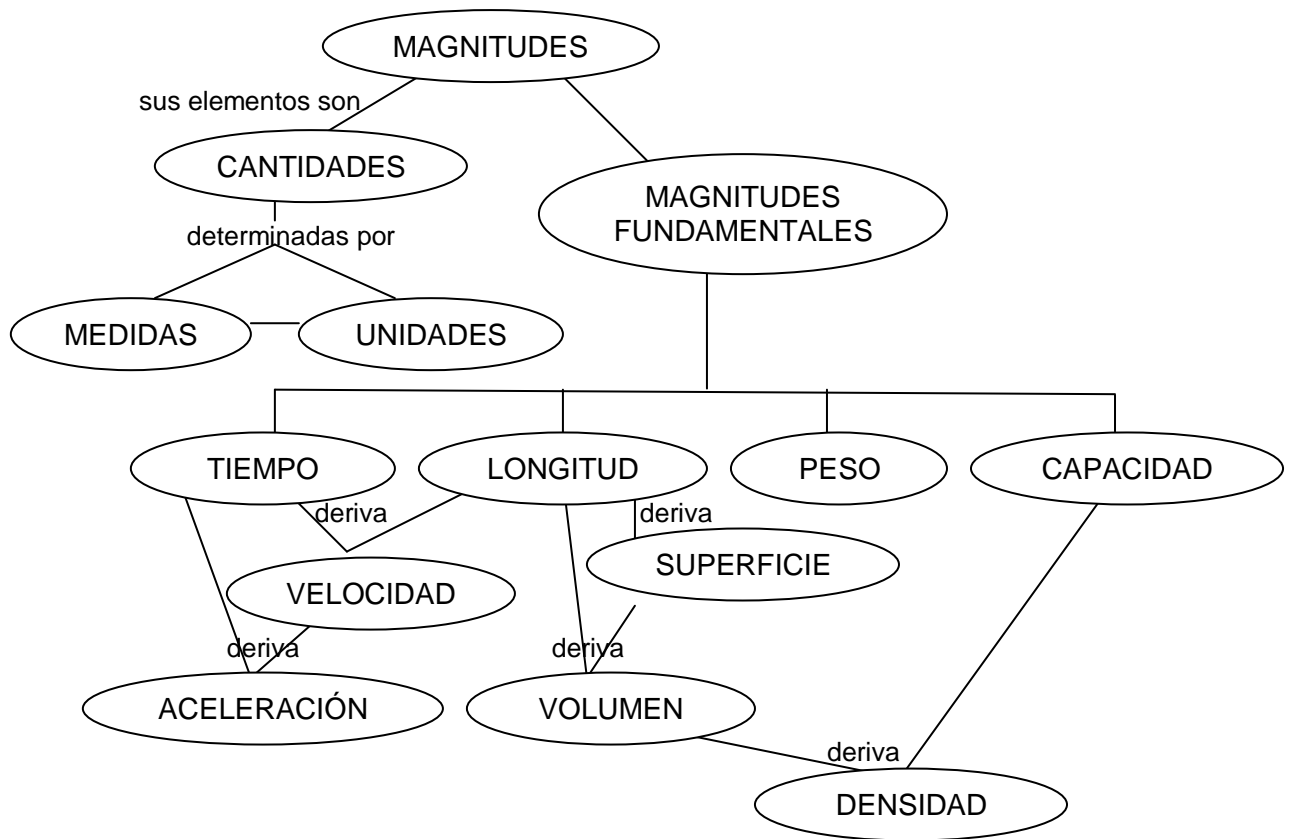 MAGNITUDES
sus elementos son
CANTIDADES
MAGNITUDES
FUNDAMENTALES
determinadas por
MEDIDAS
UNIDADES
TIEMPO
LONGITUD
PESO
CAPACIDAD
deriva
deriva
SUPERFICIE
VELOCIDAD
deriva
deriva
ACELERACIÓN
VOLUMEN
deriva
DENSIDAD